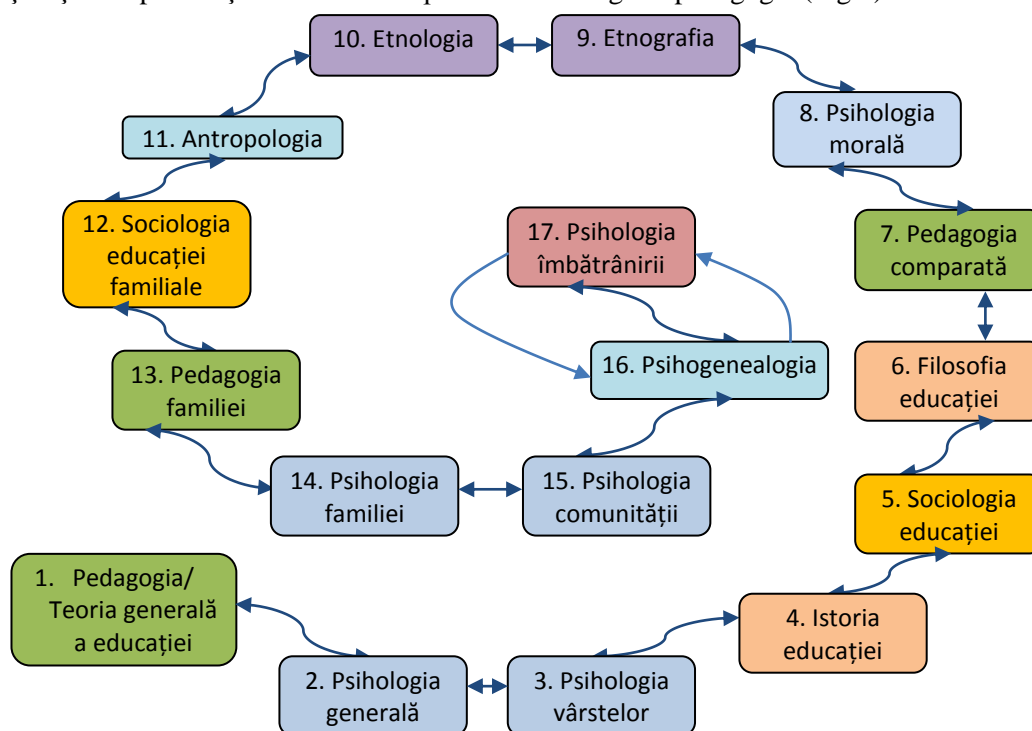 10. Etnologia
9. Etnografia
8. Psihologia
morală
11. Antropologia
12. Sociologia
educației
familiale
17. Psihologia
îmbătrânirii
7. Pedagogia
comparată
13. Pedagogia
familiei
16. Psihogenealogia
6. Filosofia
educației
14. Psihologia
familiei
15. Psihologia
comunității
5. Sociologia
educației
1. Pedagogia/
Teoria generală
a educației
4. Istoria
educației
2. Psihologia
generală
3. Psihologia
vârstelor